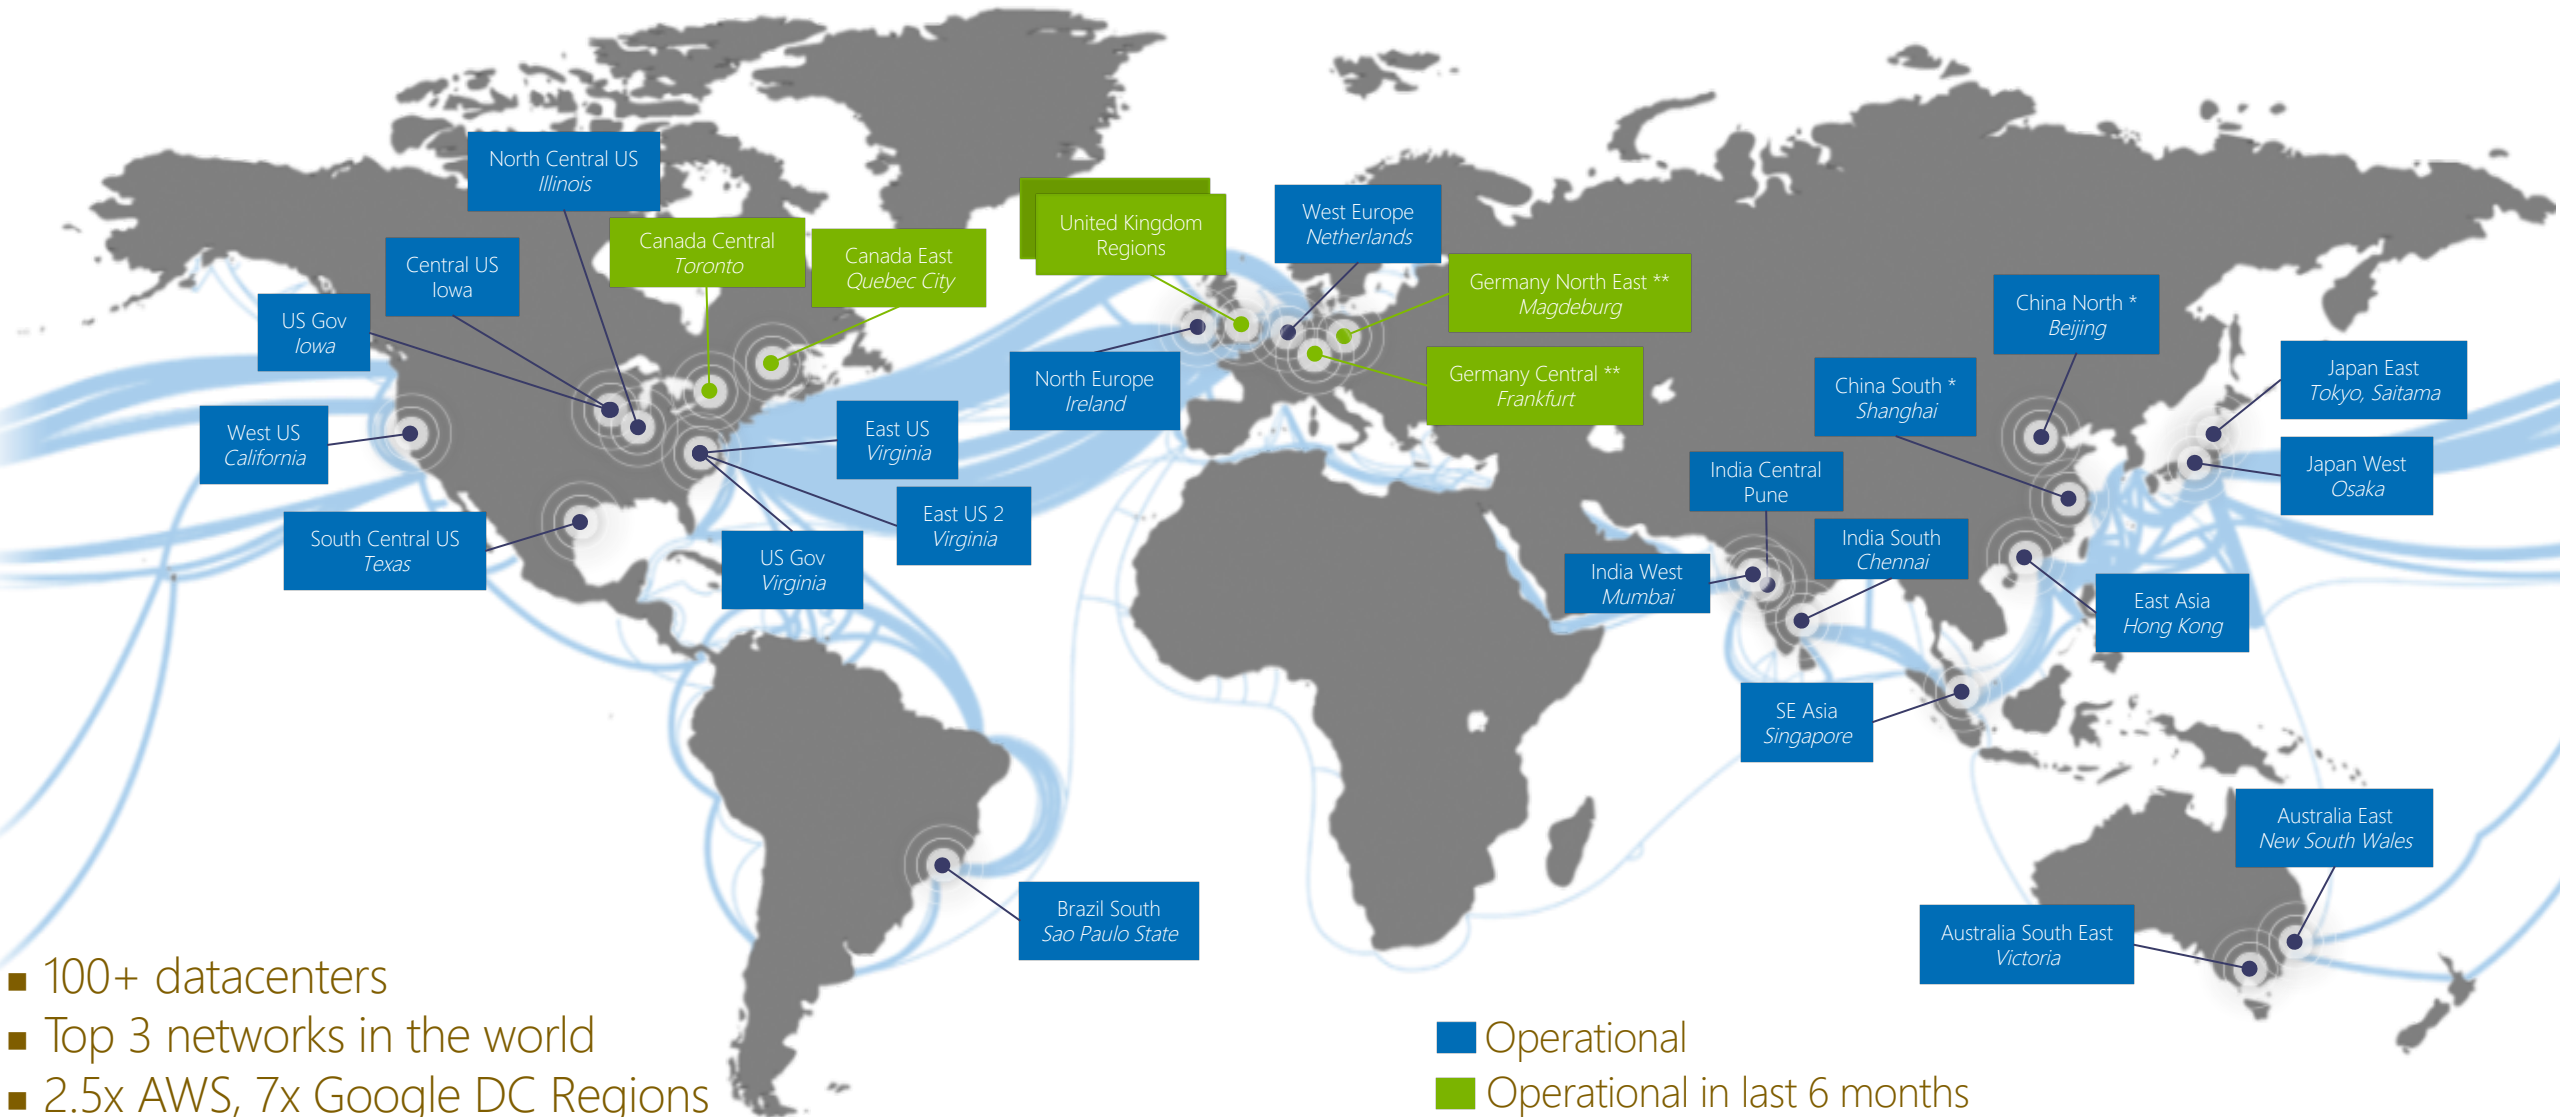 North Central US
Illinois
Central US
Iowa
US Gov
Iowa
West US
California
South Central US
Texas
Canada Central
Toronto
Canada East
Quebec City
East US
Virginia
East US 2
Virginia
US Gov
Virginia
United Kingdom
Regions
West Europe
Netherlands
North Europe
Ireland
Germany North East **
Magdeburg
Germany Central **
Frankfurt
China North *
Beijing
China South *
Shanghai
Japan East
Tokyo, Saitama
Japan West
Osaka
India Central
Pune
India South
Chennai
India West
Mumbai
East Asia
Hong Kong
SE Asia
Singapore
Brazil South
Sao Paulo State
Australia East
New South Wales
Australia South East
Victoria
▪ 100+ datacenters
▪ Top 3 networks in the world
▪ 2.5x AWS, 7x Google DC Regions
Operational
Operational in last 6 months